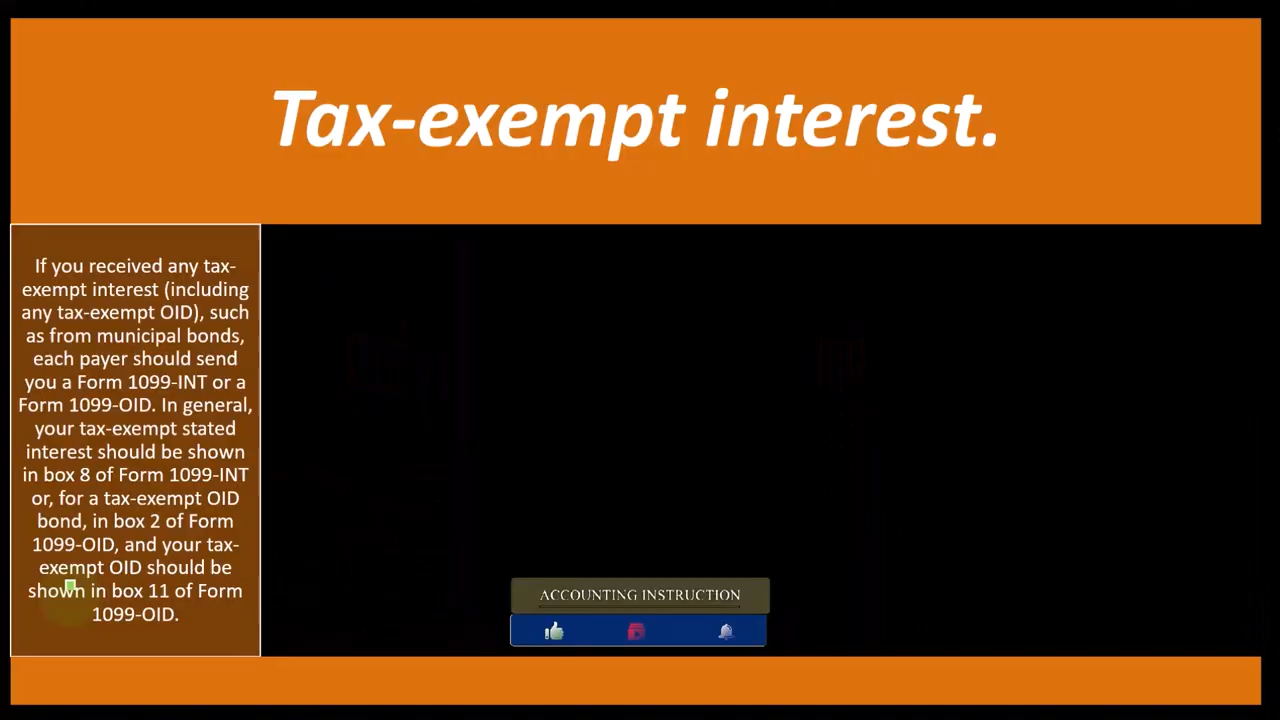 Tax-exempt interest.
If you received any tax-
exempt interest (including
any tax-exempt OID), such
as from municipal bonds,
each payer should send
you a Form 1099-INT or a
Form 1099-OID. In general,
your tax-exempt stated
interest should be shown
in box 8 of Form 1099-INT
or, for a tax-exempt OID
bond, in box 2 of Form
1099-OID, and your tax-
exempt OID should be
shown in box 11 of Form
1099-OID.
ACCOUNTING INSTRUCTION